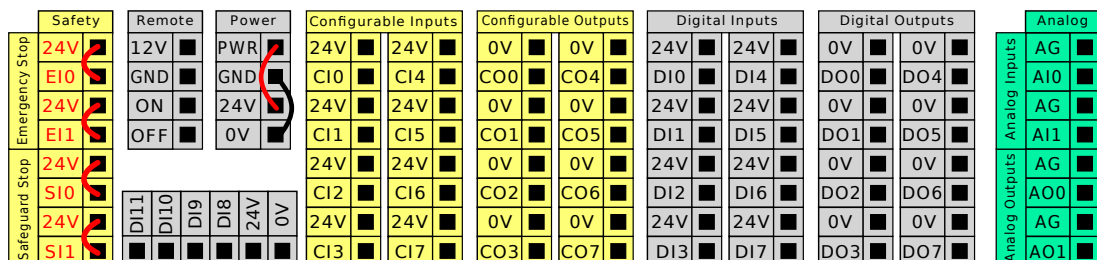 Safety
Emergency Stop
24V
EI0
24V
EI1
Safeguard Stop
24V
SI0
24V
SI1
Remote
12V
GND
ON
OFF
Power
PWR
GND
24V
0V
DI11
DI10
DI9
DI8
24V
0V
Configurable Inputs
24V 24V
CI0 CI4
24V 24V
CI1 CI5
24V 24V
CI2 CI6
24V 24V
CI3 CI7
Configurable Outputs
0V 0V
CO0 CO4
0V 0V
CO1 CO5
0V 0V
CO2 CO6
0V 0V
CO3 CO7
Digital Inputs
24V 24V
DI0 DI4
24V 24V
DI1 DI5
24V 24V
DI2 DI6
24V 24V
DI3 DI7
Digital Outputs
0V 0V
DO0 DO4
0V 0V
DO1 DO5
0V 0V
DO2 DO6
0V 0V
DO3 DO7
Analog
Analog Inputs
AG
AI0
AG
AI1
Analog Outputs
AG
AO0
AG
AO1